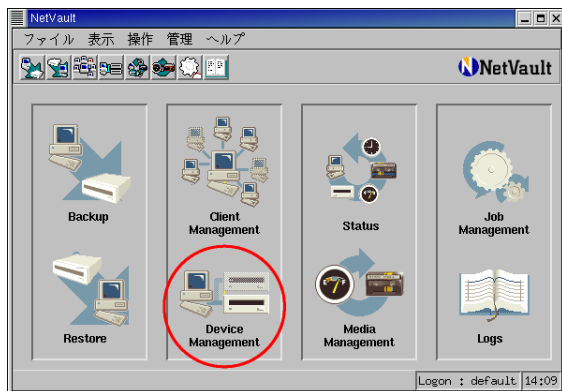 NetVault
ファイル 表示 操作 管理 ヘルプ
NetVault
Backup
Client
Management
Status
Job
Management
Restore
Device
Management
Media
Management
Logs
Logon : default 14:09